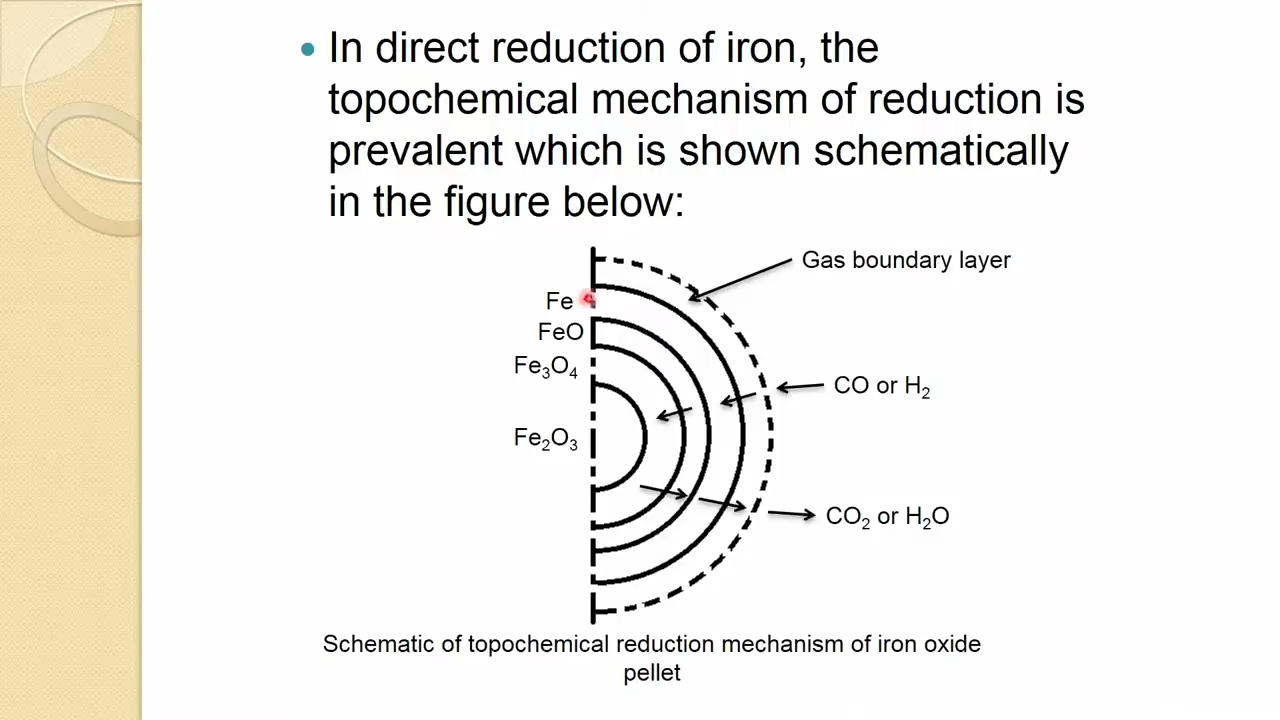 In direct reduction of iron, the
topochemical mechanism of reduction is
prevalent which is shown schematically
in the figure below:
Gas boundary layer
Fe
FeO
Fe₃O₄
CO or H₂
Fe₂O₃
CO₂ or H₂O
Schematic of topochemical reduction mechanism of iron oxide
pellet